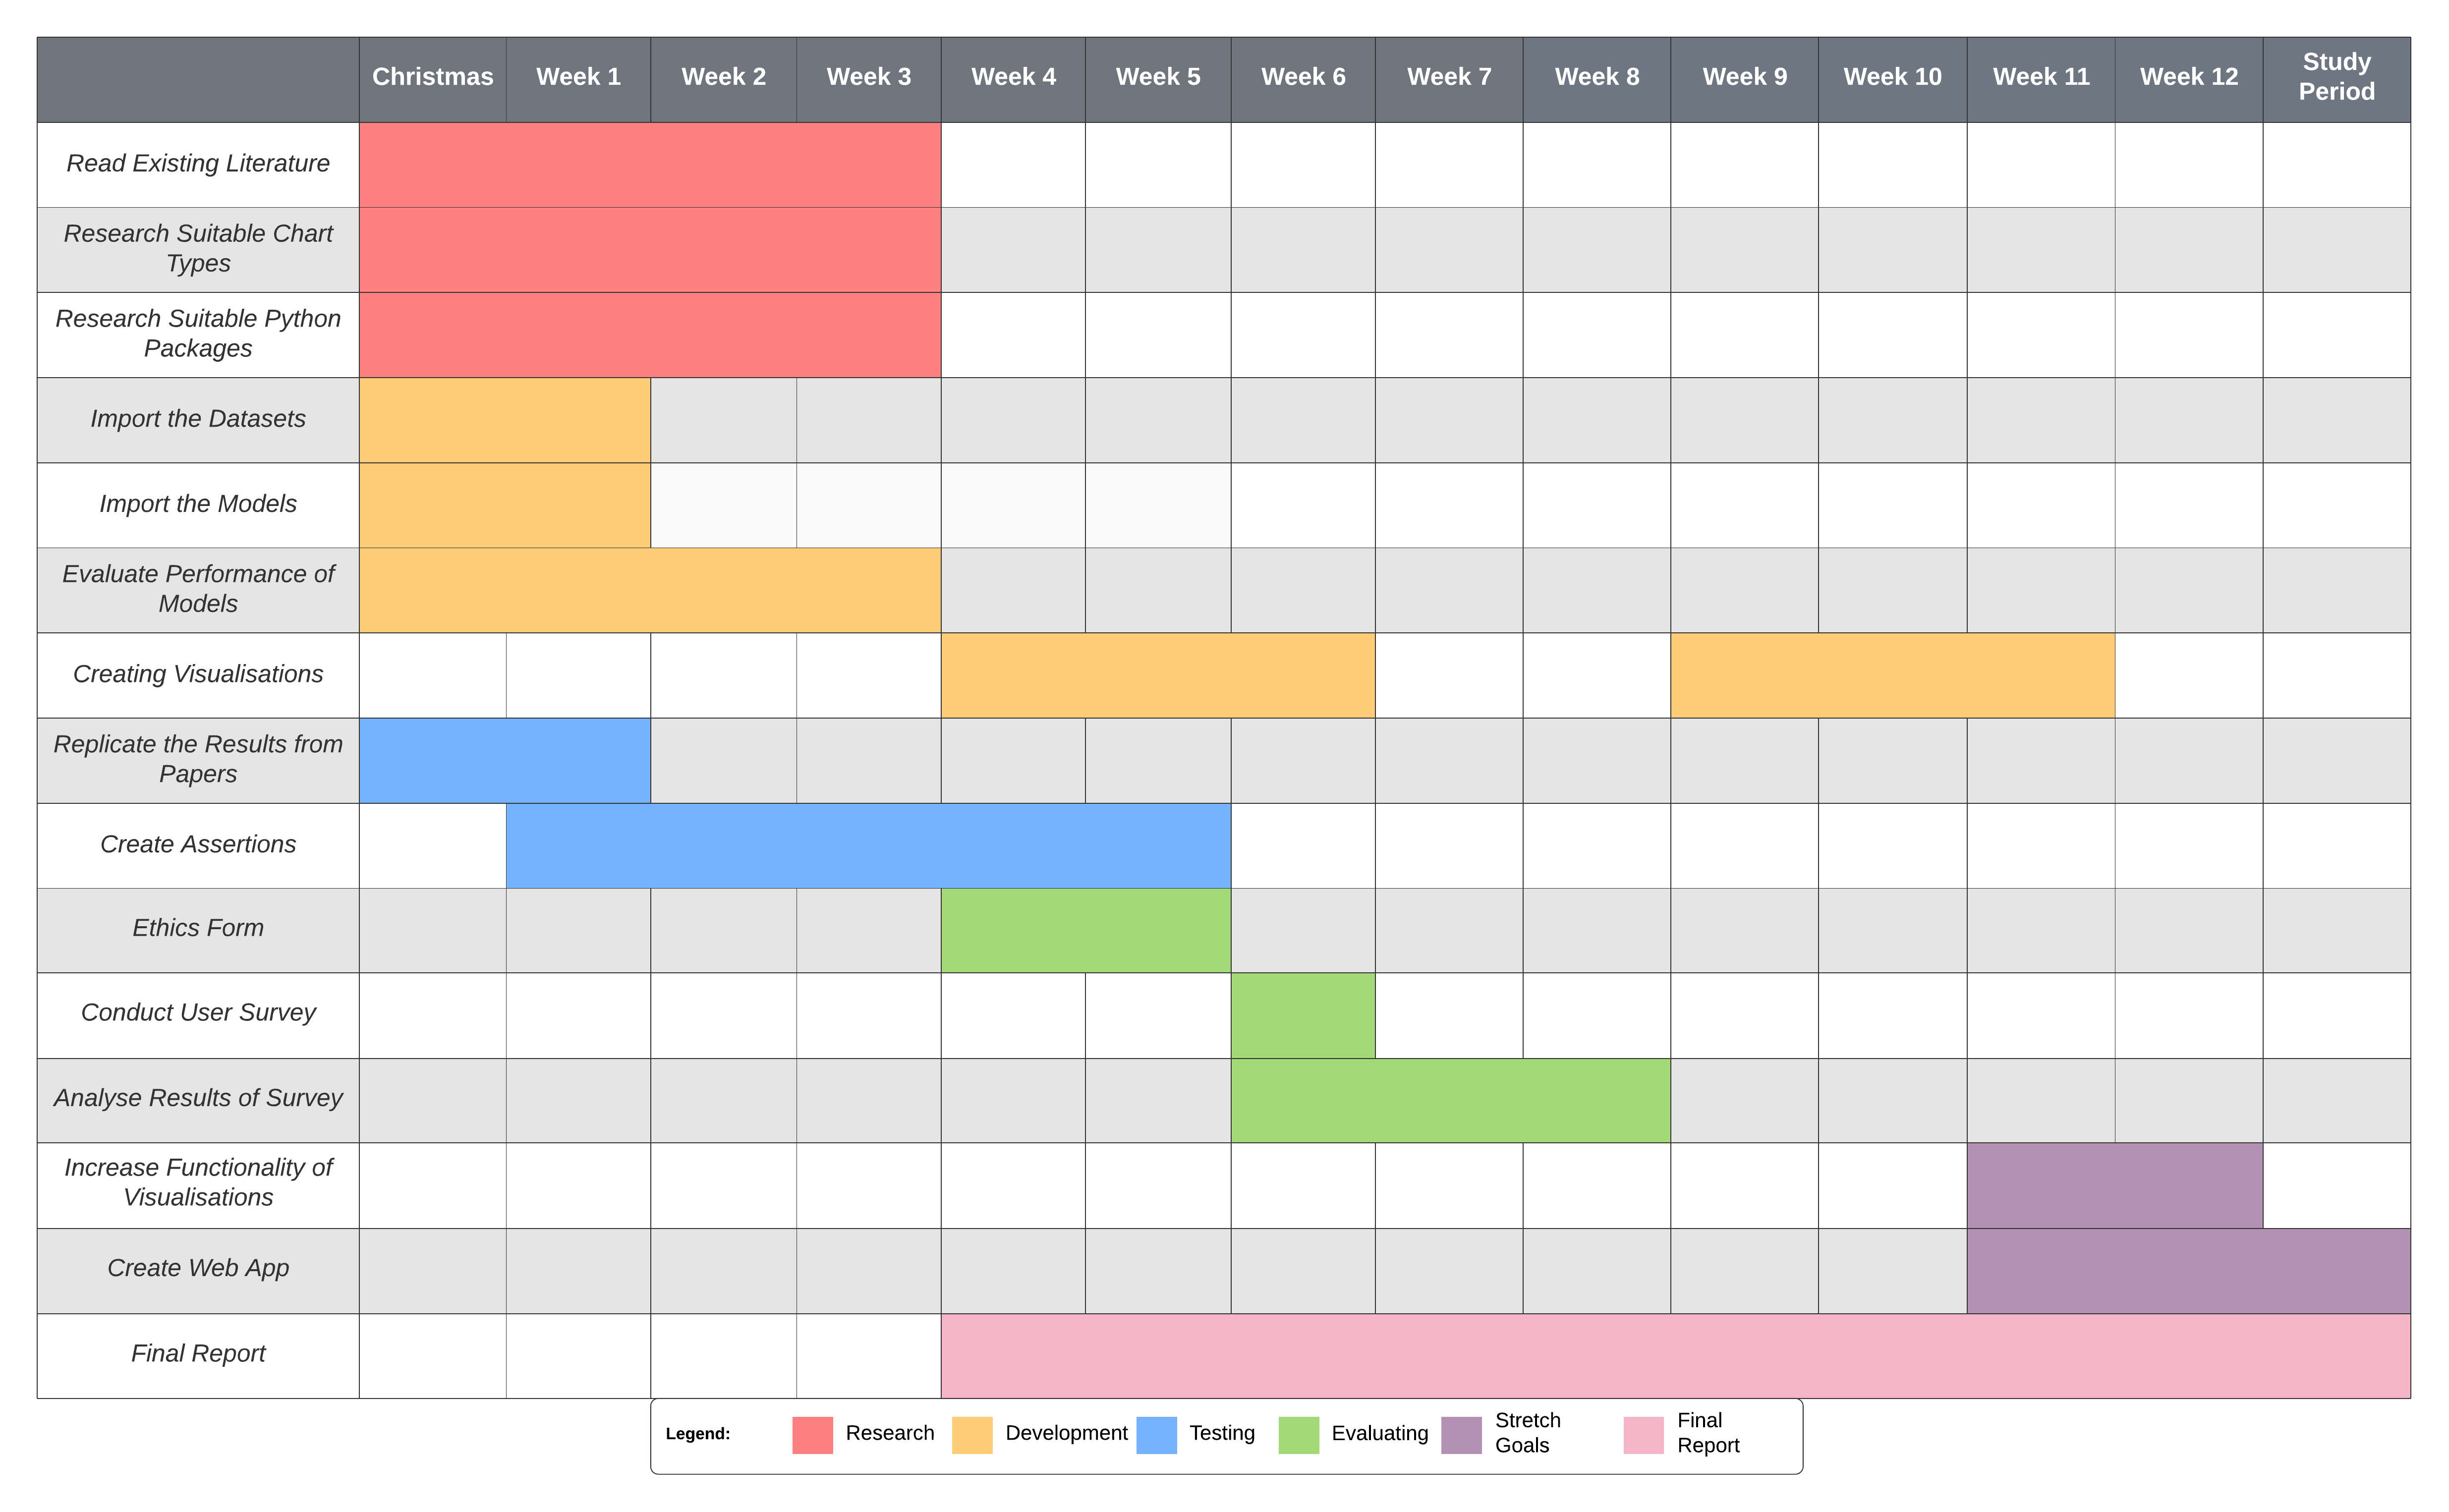 Christmas Week 1 Week 2 Week 3 Week 4 Week 5 Week 6 Week 7 Week 8 Week 9 Week 10 Week 11 Week 12 Study
Period
Read Existing Literature
Research Suitable Chart
Types
Research Suitable Python
Packages
Import the Datasets
Import the Models
Evaluate Performance of
Models
Creating Visualisations
Replicate the Results from
Papers
Create Assertions
Ethics Form
Conduct User Survey
Analyse Results of Survey
Increase Functionality of
Visualisations
Create Web App
Final Report
Legend: Research Development Testing Evaluating Stretch
Goals Final
Report